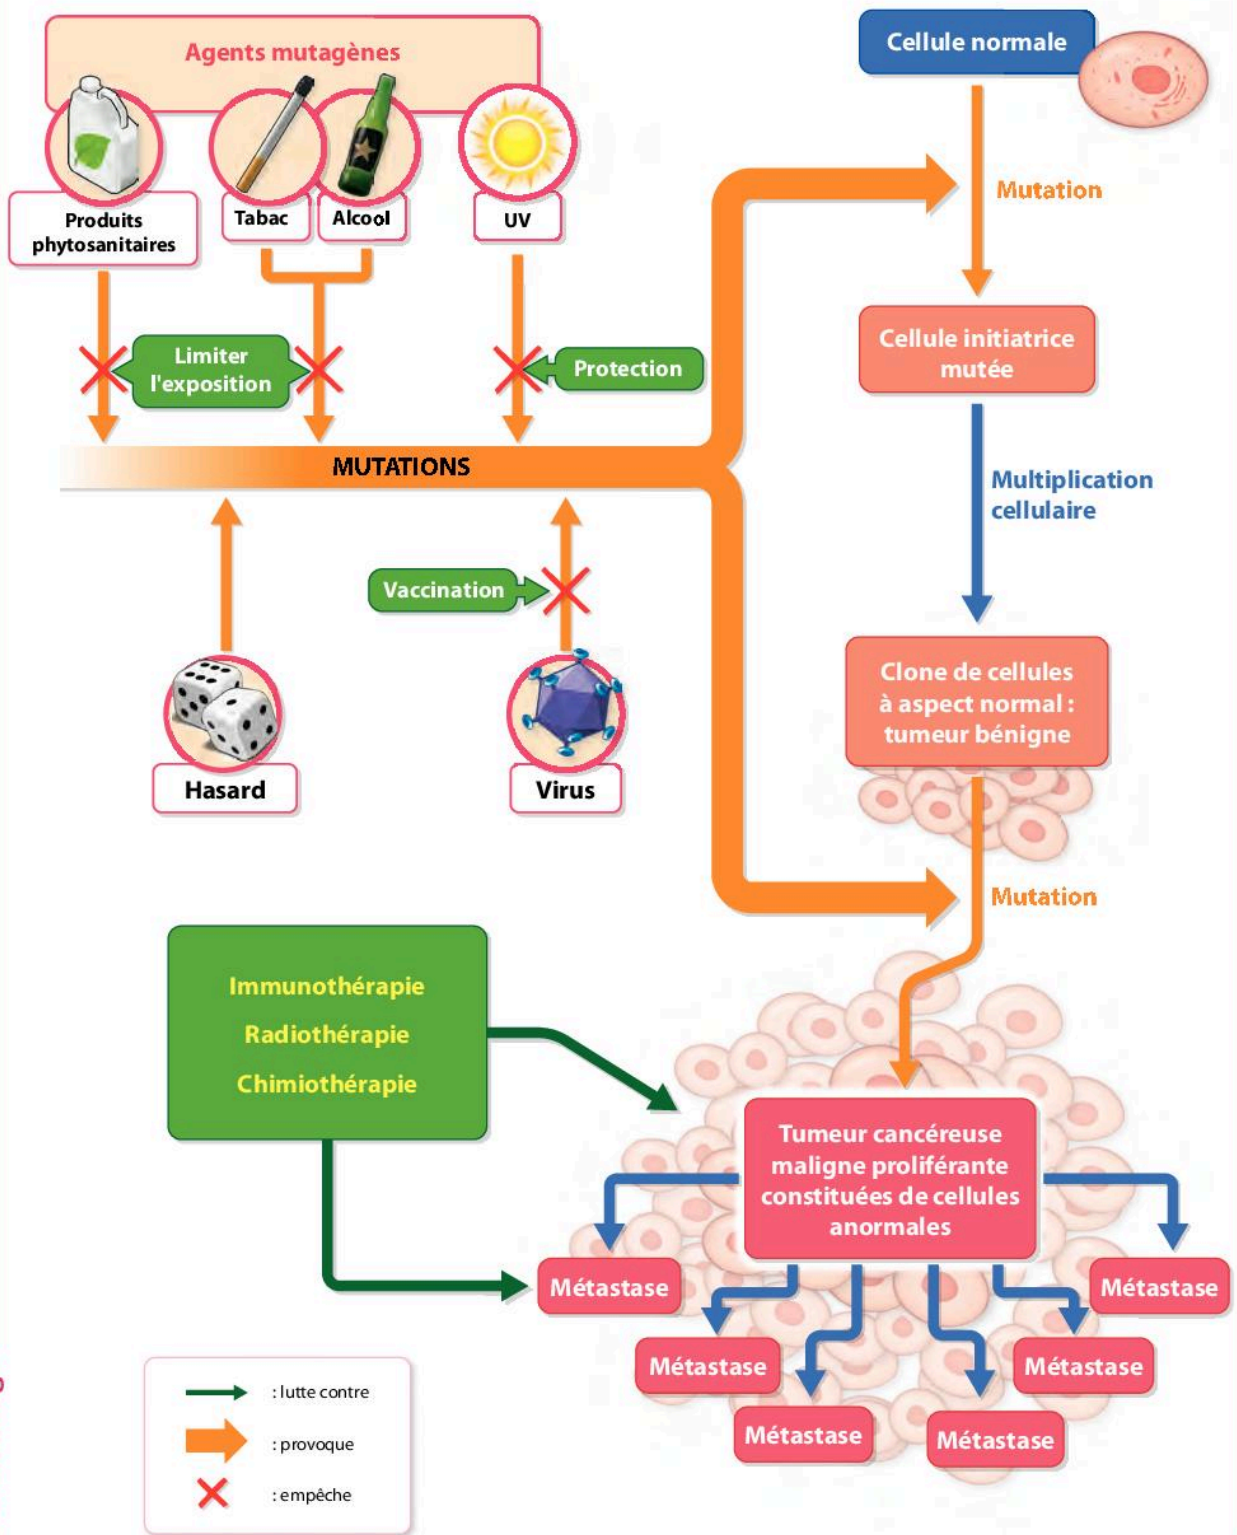 Agents mutagènes
Produits
phytosanitaires
Tabac
Alcool
UV
Limiter
l'exposition
Protection
MUTATIONS
Vaccination
Hasard
Virus
Cellule normale
Mutation
Cellule initiatrice
mutée
Multiplication
cellulaire
Clone de cellules
à aspect normal :
tumeur bénigne
Mutation
Immunothérapie
Radiothérapie
Chimiothérapie
Tumeur cancéreuse
maligne proliférante
constituées de cellules
anormales
Métastase
Métastase
Métastase
Métastase
Métastase
Métastase
: lutte contre
: provoque
: empêche